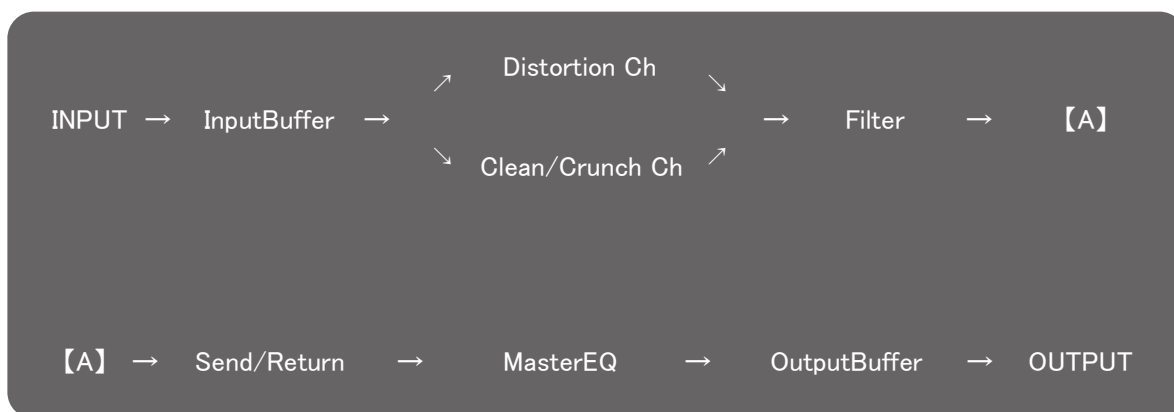 Distortion Ch
↗ ↘
INPUT → InputBuffer → → Filter → 【A】
↘ ↗
Clean/Crunch Ch
【A】 → Send/Return → MasterEQ → OutputBuffer → OUTPUT